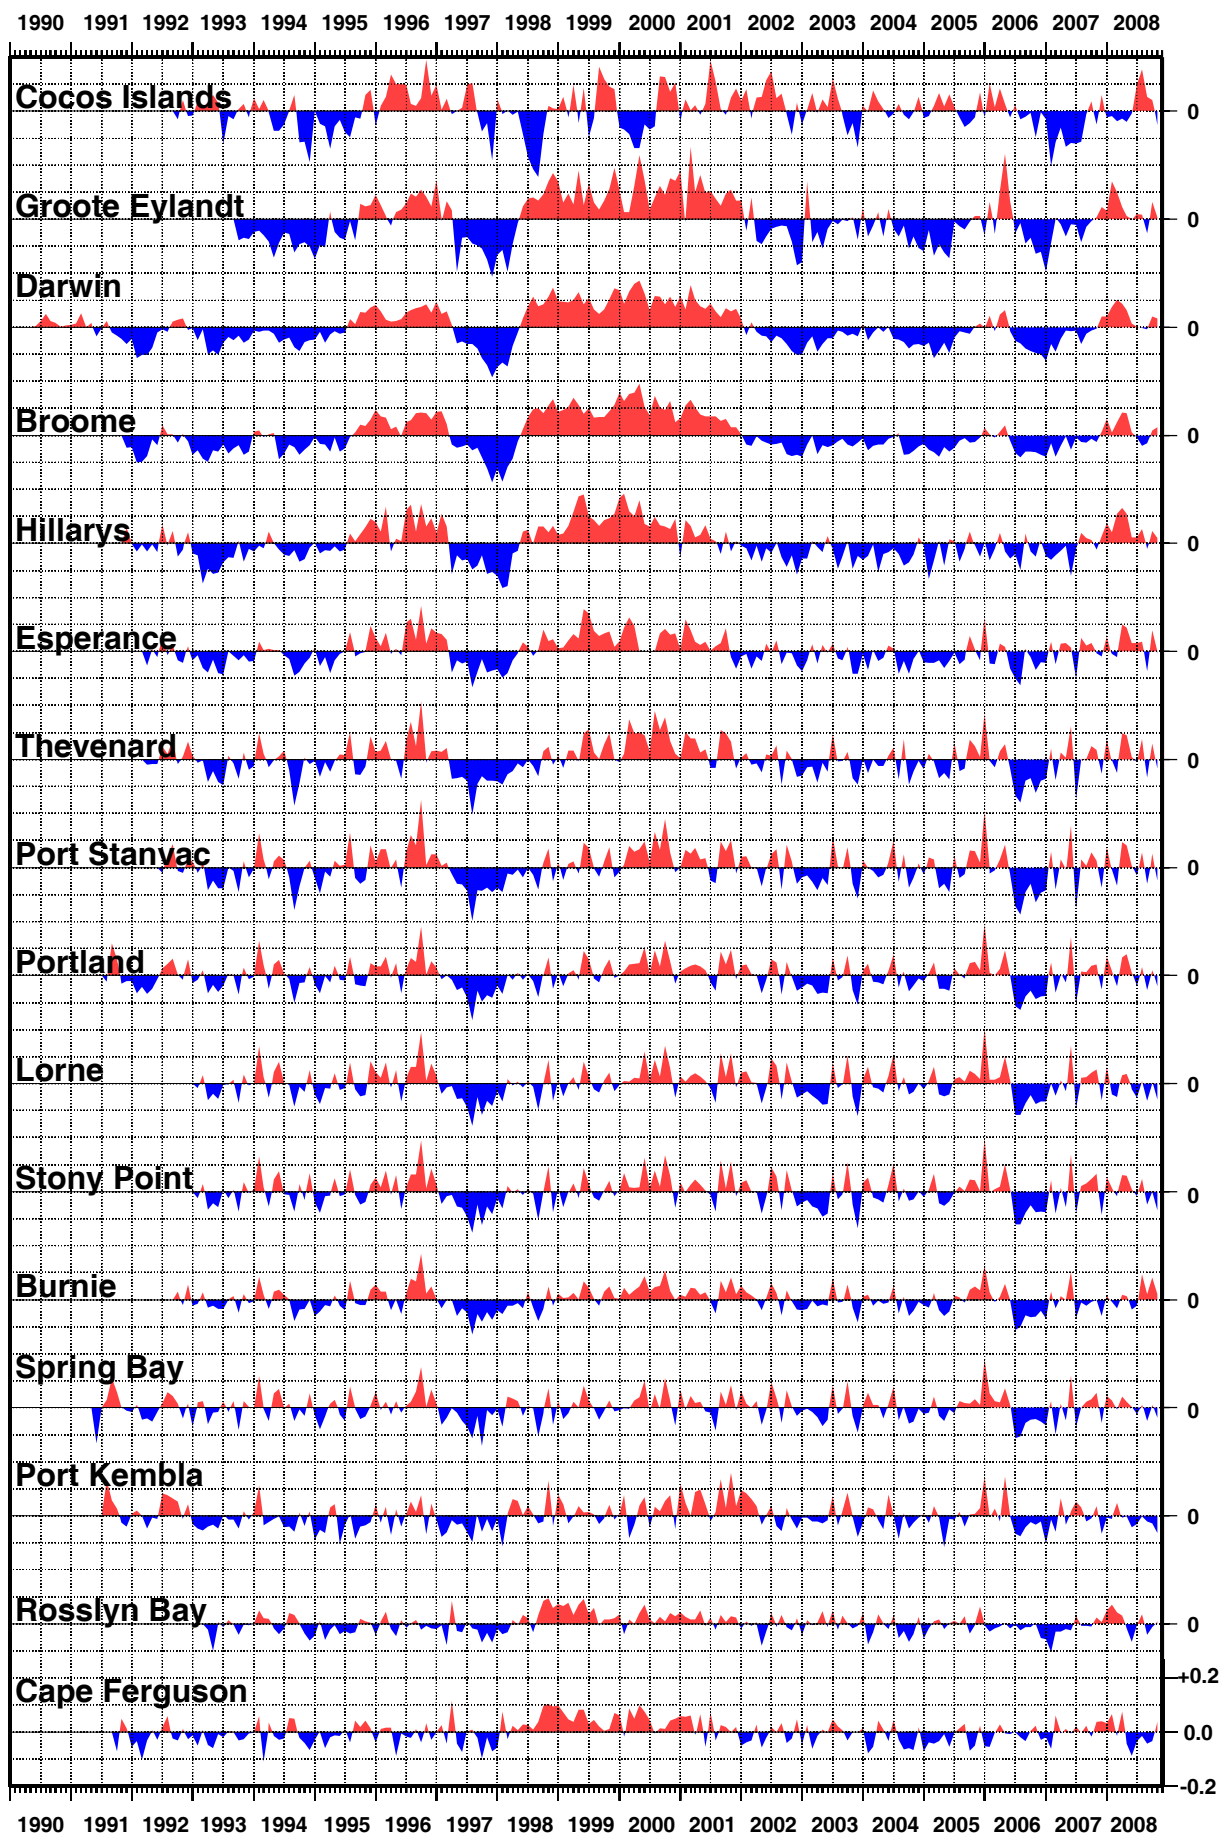 1990 1991 1992 1993 1994 1995 1996 1997 1998 1999 2000 2001 2002 2003 2004 2005 2006 2007 2008
Cocos Islands 0
Groote Eylandt 0
Darwin 0
Broome 0
Hillarys 0
Esperance 0
Thevenard 0
Port Stanvac 0
Portland 0
Lorne 0
Stony Point 0
Burnie 0
Spring Bay 0
Port Kembla 0
Rosslyn Bay 0
+0.2
Cape Ferguson
0.0
-0.2
1990 1991 1992 1993 1994 1995 1996 1997 1998 1999 2000 2001 2002 2003 2004 2005 2006 2007 2008